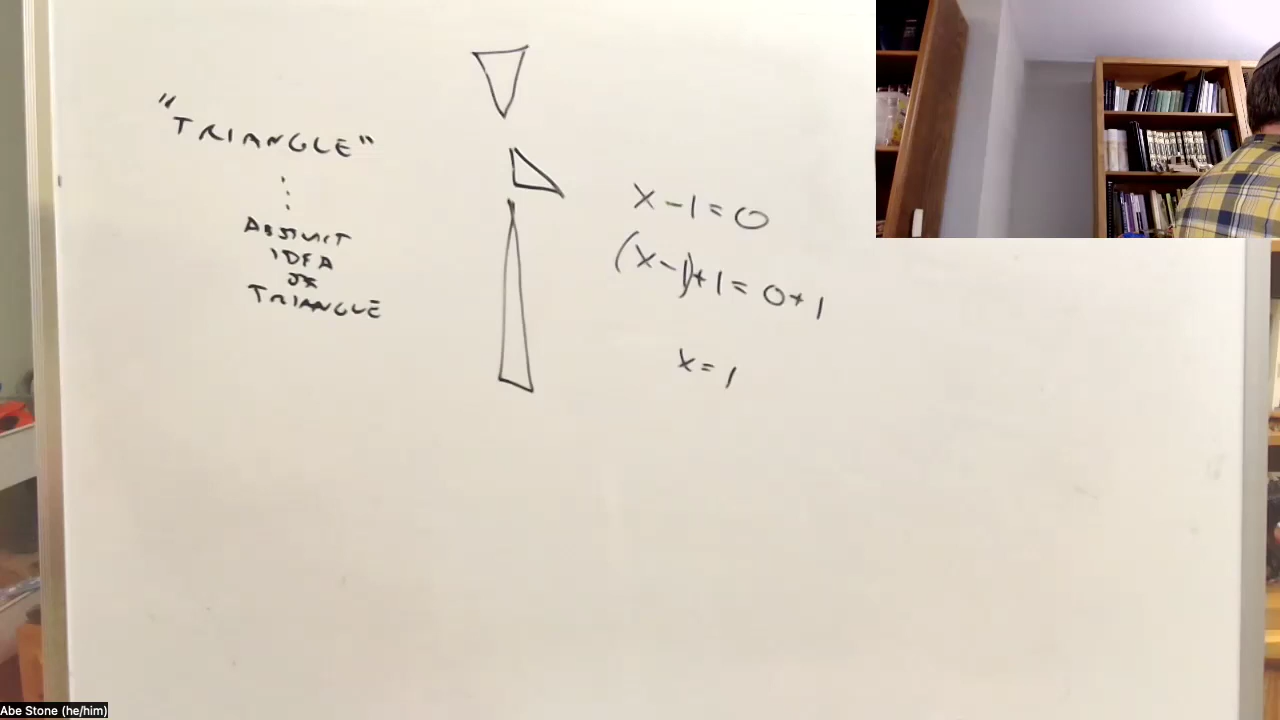 "TRIANGLE"
ABSTRACT
IDEA
OF
TRIANGLE
x-1=0
(x-1)+1=0+1
x=1
Abe Stone (he/him)